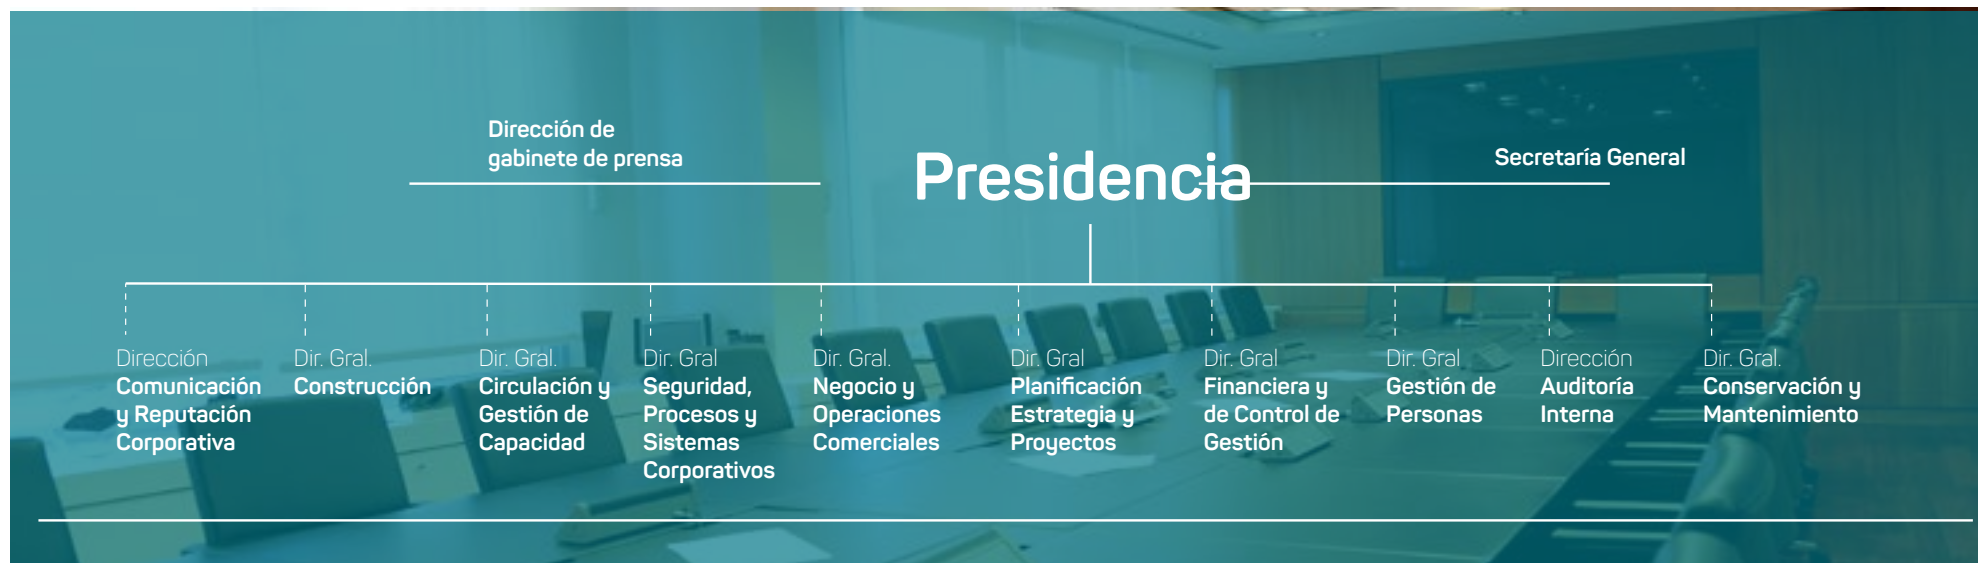 Dirección de
gabinete de prensa
Presidencia
Secretaría General
Dirección
Comunicación
y Reputación
Corporativa
Dir. Gral.
Construcción
Dir. Gral.
Circulación y
Gestión de
Capacidad
Dir. Gral
Seguridad,
Procesos y
Sistemas
Corporativos
Dir. Gral.
Negocio y
Operaciones
Comerciales
Dir. Gral
Planificación
Estrategia y
Proyectos
Dir. Gral
Financiera y
de Control de
Gestión
Dir. Gral
Gestión de
Personas
Dirección
Auditoría
Interna
Dir. Gral.
Conservación y
Mantenimiento